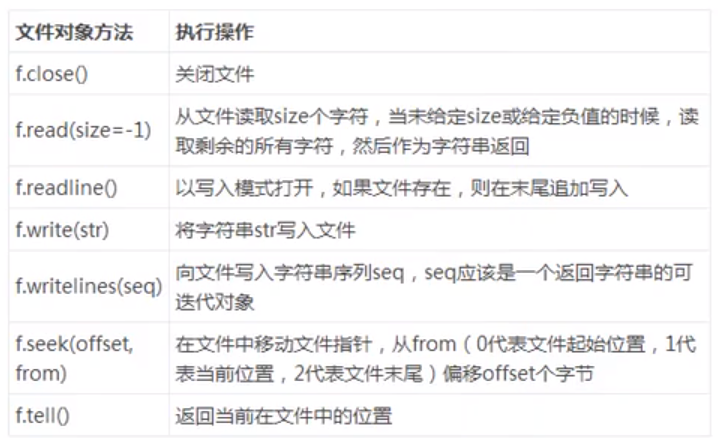 文件对象方法 执行操作
f.close() 关闭文件
f.read(size=-1) 从文件读取size个字符，当未给定size或给定负值的时候，读
取剩余的所有字符，然后作为字符串返回
f.readline() 以写入模式打开，如果文件存在，则在末尾追加写入
f.write(str) 将字符串str写入文件
f.writelines(seq) 向文件写入字符串序列seq，seq应该是一个返回字符串的可
迭代对象
f.seek(offset, 在文件中移动文件指针，从from（0代表文件起始位置，1代
from) 表当前位置，2代表文件末尾）偏移offset个字节
f.tell() 返回当前在文件中的位置